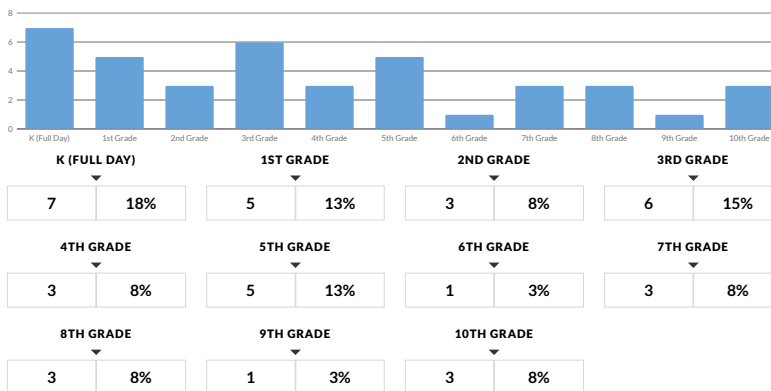 8
6
4
2
0
K (Full Day) 1st Grade 2nd Grade 3rd Grade 4th Grade 5th Grade 6th Grade 7th Grade 8th Grade 9th Grade 10th Grade
K (FULL DAY) 1ST GRADE 2ND GRADE 3RD GRADE
7 18% 5 13% 3 8% 6 15%
4TH GRADE 5TH GRADE 6TH GRADE 7TH GRADE
3 8% 5 13% 1 3% 3 8%
8TH GRADE 9TH GRADE 10TH GRADE
3 8% 1 3% 3 8%